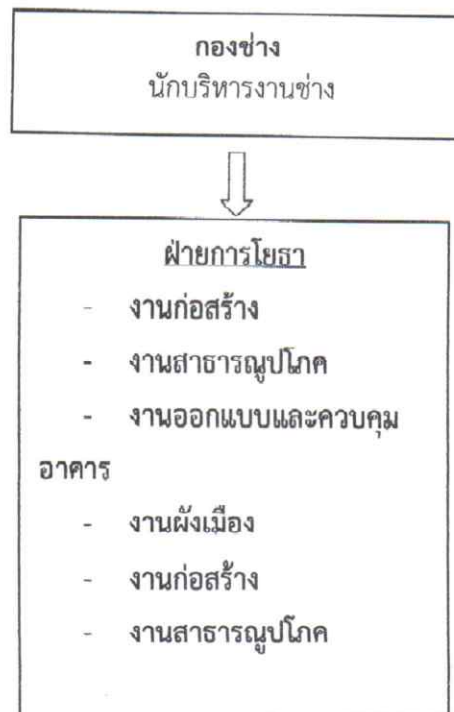 กองช่าง
นักบริหารงานช่าง
ฝ่ายการโยธา
- งานก่อสร้าง
- งานสาธารณูปโภค
- งานออกแบบและควบคุม
อาคาร
- งานผังเมือง
- งานก่อสร้าง
- งานสาธารณูปโภค